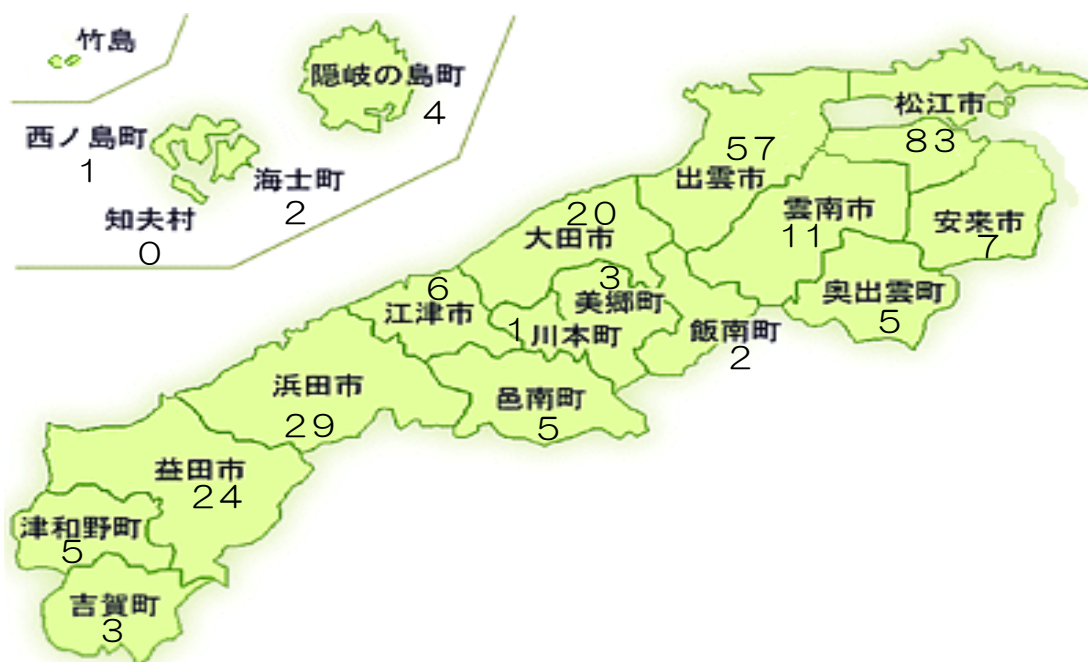 竹島
隠岐の島町
4
西ノ島町
1
海士町
2
知夫村
0
松江市
83
57
出雲市
雲南市
11
安来市
7
20
大田市
奥出雲町
5
3
美郷町
6
江津市
1
川本町
飯南町
2
浜田市
29
邑南町
5
益田市
24
津和野町
5
吉賀町
3